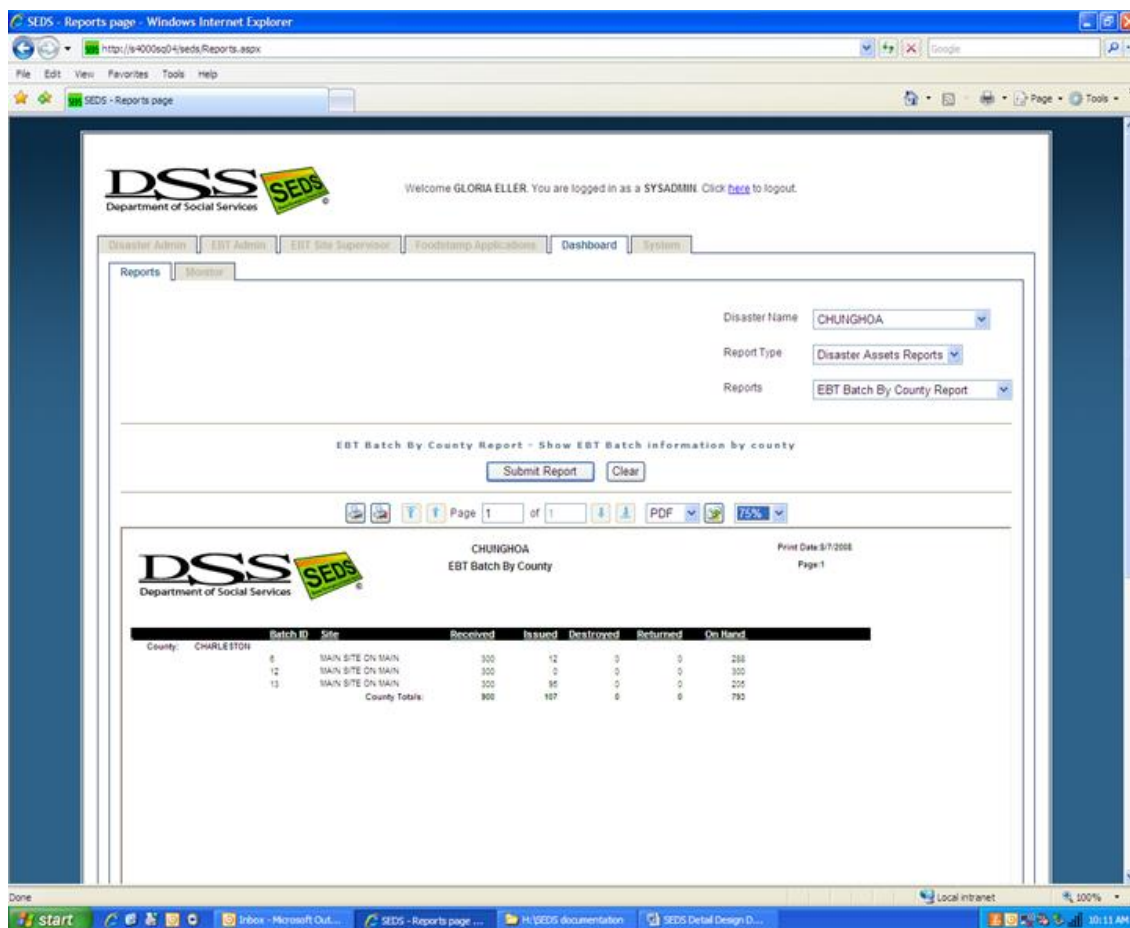 SEDS - Reports page - Windows Internet Explorer
http://s4000sq04/seds/Reports.aspx Google
File Edit View Favorites Tools Help
SEDS - Reports page Page Tools
DSS SEDS
Department of Social Services
Welcome GLORIA ELLER. You are logged in as a SYSADMIN. Click here to logout.
Disaster Admin EBT Admin EBT Site Supervisor Foodstamp Applications Dashboard System
Reports Monitor
Disaster Name CHUNGHOA
Report Type Disaster Assets Reports
Reports EBT Batch By County Report
EBT Batch By County Report - Show EBT Batch information by county
Submit Report Clear
Page 1 of 1 PDF 75%
DSS SEDS
Department of Social Services
CHUNGHOA
EBT Batch By County
Print Date:
Page:1
Batch ID Site Received Issued Destroyed Returned On Hand
County: CHARLESTON
MAIN SITE ON MAIN 300 12 0 0 288
12 MAIN SITE ON MAIN 300 0 0 0 300
13 MAIN SITE ON MAIN 300 95 0 0 205
County Totals: 900 107 0 0 793
Done Local intranet 100%
start Inbox - Microsoft Out... SEDS - Reports page ... H:\SEDS documentation SEDS Detail Design D... 10:11 AM